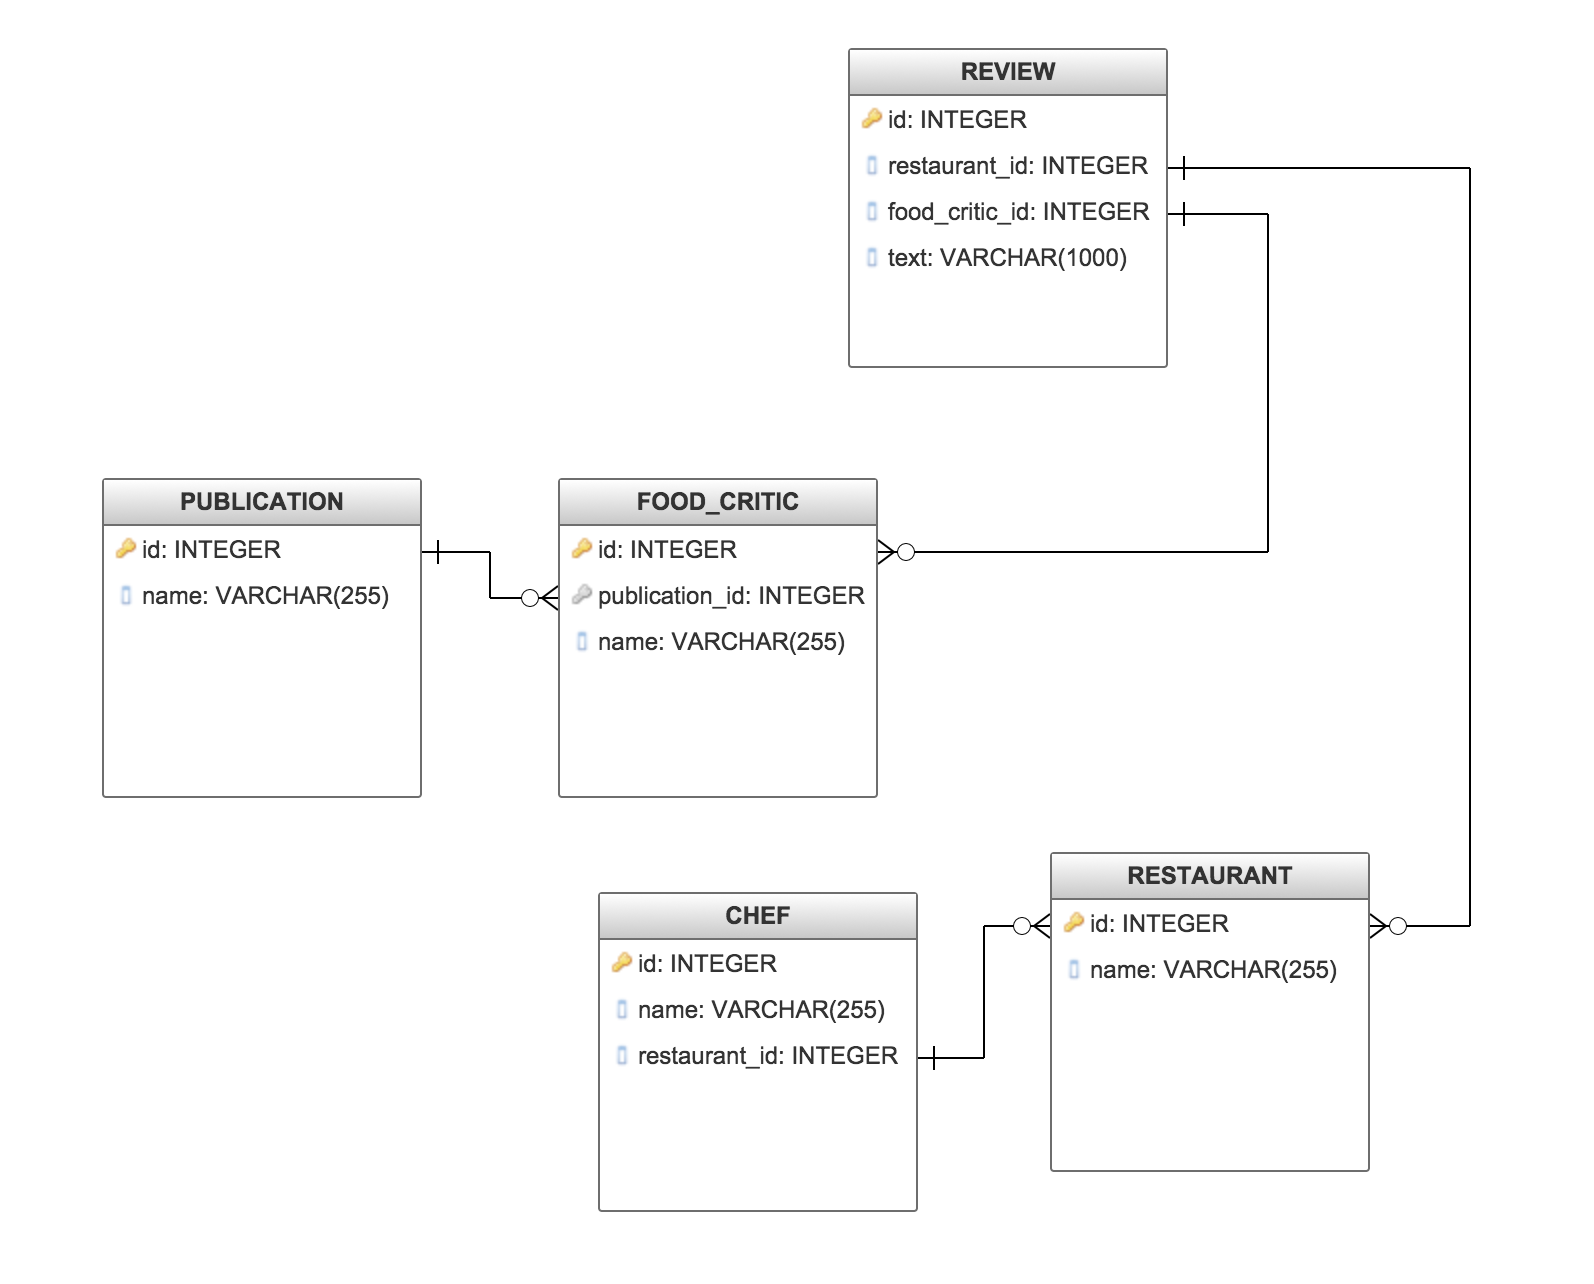 REVIEW
id: INTEGER
restaurant_id: INTEGER
food_critic_id: INTEGER
text: VARCHAR(1000)
PUBLICATION
id: INTEGER
name: VARCHAR(255)
FOOD_CRITIC
id: INTEGER
publication_id: INTEGER
name: VARCHAR(255)
CHEF
id: INTEGER
name: VARCHAR(255)
restaurant_id: INTEGER
RESTAURANT
id: INTEGER
name: VARCHAR(255)